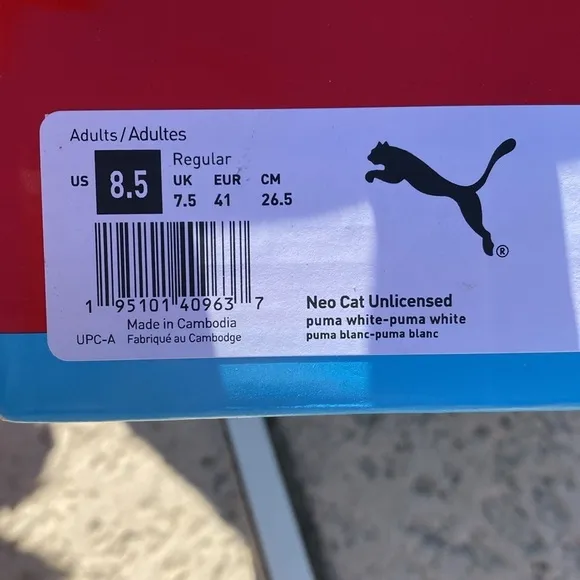 Adults/Adultes
Regular
US 8.5 UK EUR CM
7.5 41 26.5
1 95101 40963 7
Made in Cambodia
UPC-A Fabriqué au Cambodge
®
Neo Cat Unlicensed
puma white-puma white
puma blanc-puma blanc